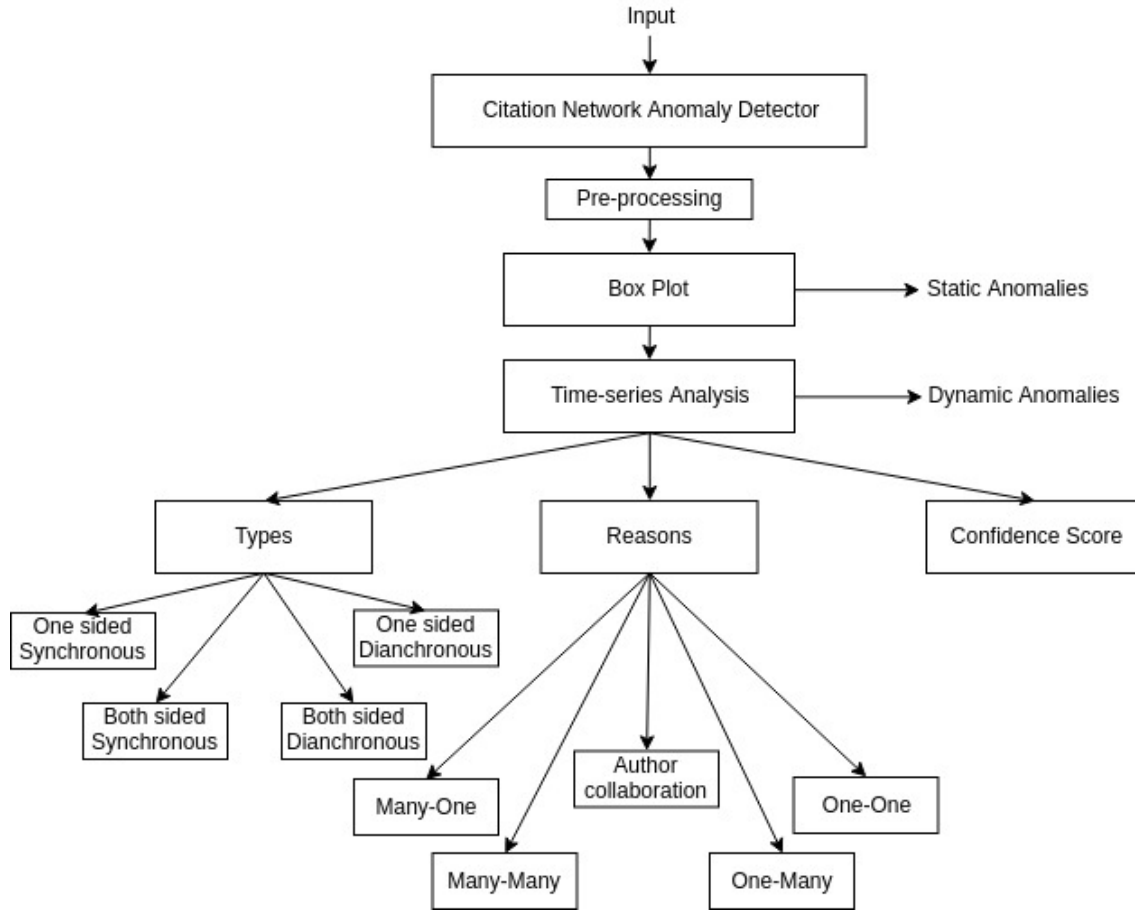 Input
Citation Network Anomaly Detector
Pre-processing
Box Plot
Static Anomalies
Time-series Analysis
Dynamic Anomalies
Types
Reasons
Confidence Score
One sided
Synchronous
One sided
Dianchronous
Both sided
Synchronous
Both sided
Dianchronous
Many-One
Author
collaboration
One-One
Many-Many
One-Many